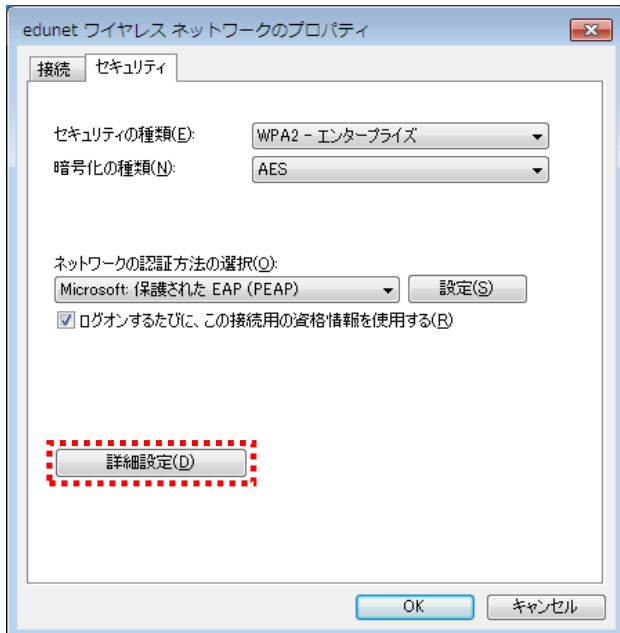 edunet ワイヤレス ネットワークのプロパティ
接続 セキュリティ
セキュリティの種類(E): WPA2 - エンタープライズ
暗号化の種類(N): AES
ネットワークの認証方法の選択(O):
Microsoft: 保護された EAP (PEAP) 設定(S)
ログオンするたびに、この接続用の資格情報を使用する(R)
詳細設定(D)
OK キャンセル